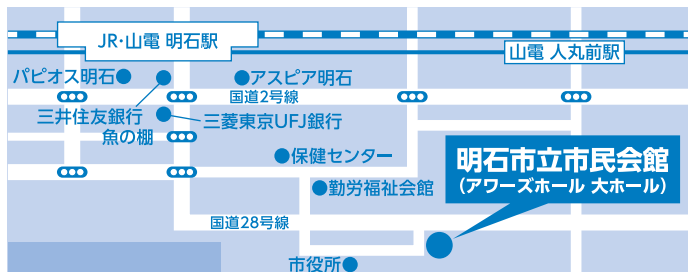 JR・山電 明石駅
山電 人丸前駅
パピオス明石
アスピア明石
国道2号線
三井住友銀行
三菱東京UFJ銀行
魚の棚
保健センター
明石市立市民会館
(アワーズホール 大ホール)
勤労福祉会館
国道28号線
市役所